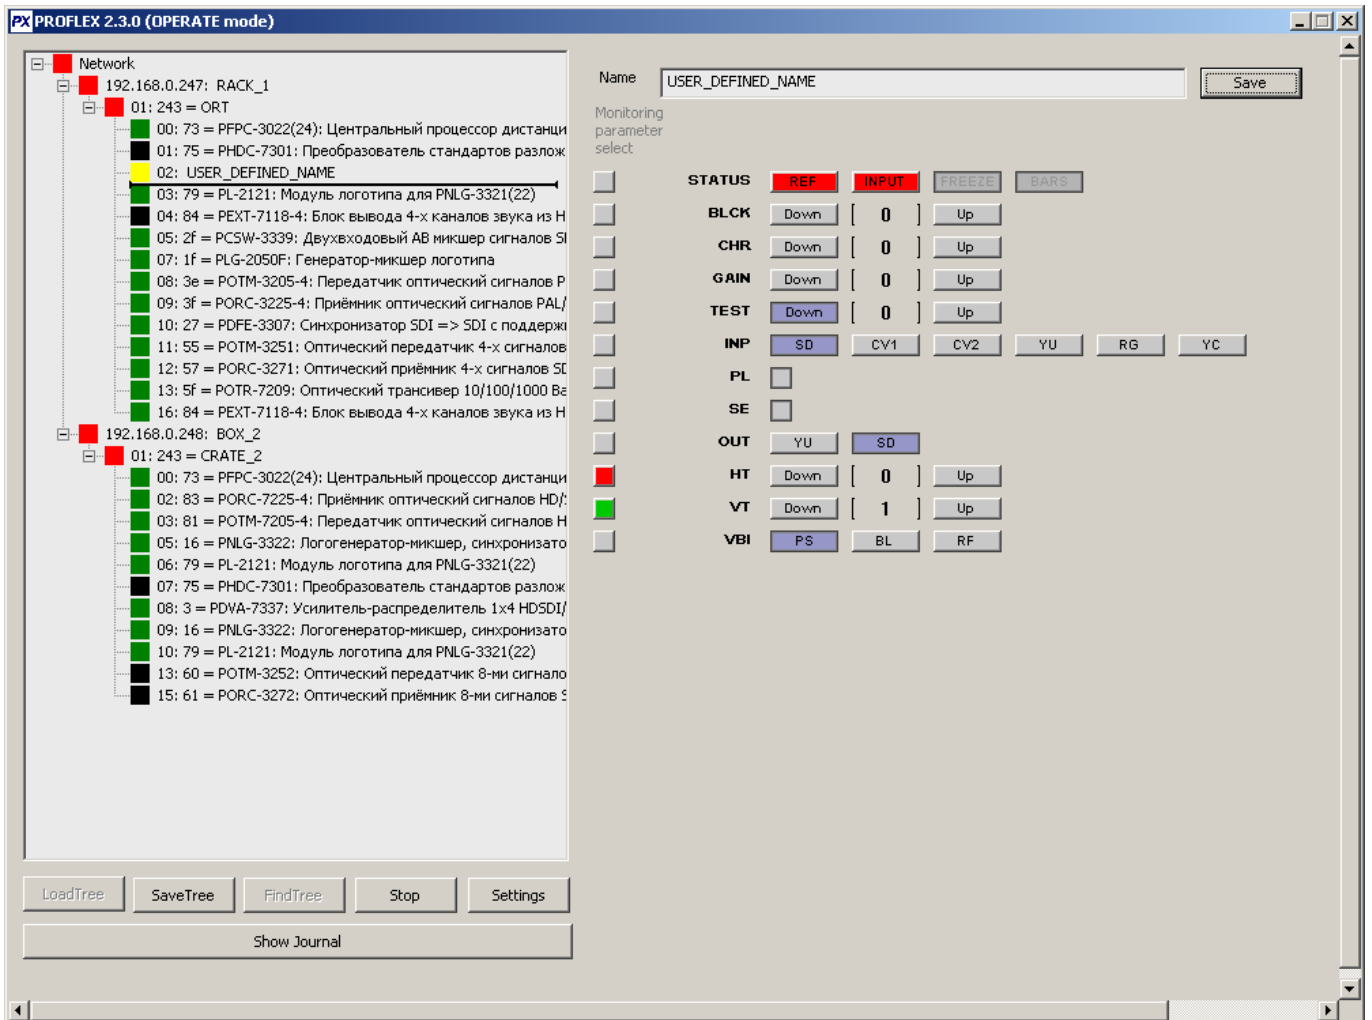 PX PROFLEX 2.3.0 (OPERATE mode)
Network
192.168.0.247: RACK_1
01: 243 = ORT
00: 73 = PFPC-3022(24): Центральный процессор дистанци
01: 75 = PHDC-7301: Преобразователь стандартов разлож
02: USER_DEFINED_NAME
03: 79 = PL-2121: Модуль логотипа для PNLG-3321(22)
04: 84 = PEXT-7118-4: Блок вывода 4-х каналов звука из H
05: 2f = PCSW-3339: Двухвходовый AB микшер сигналов SI
07: 1f = PLG-2050F: Генератор-микшер логотипа
08: 3e = POTM-3205-4: Передатчик оптический сигналов P
09: 3f = PORC-3225-4: Приёмник оптический сигналов PAL/
10: 27 = PDFE-3307: Синхронизатор SDI => SDI с поддержк
11: 55 = POTM-3251: Оптический передатчик 4-х сигналов
12: 57 = PORC-3271: Оптический приёмник 4-х сигналов SD
13: 5f = POTR-7209: Оптический трансивер 10/100/1000 Ba
16: 84 = PEXT-7118-4: Блок вывода 4-х каналов звука из H
192.168.0.248: BOX_2
01: 243 = CRATE_2
00: 73 = PFPC-3022(24): Центральный процессор дистанци
02: 83 = PORC-7225-4: Приёмник оптический сигналов HD/
03: 81 = POTM-7205-4: Передатчик оптический сигналов H
05: 16 = PNLG-3322: Логогенератор-микшер, синхронизато
06: 79 = PL-2121: Модуль логотипа для PNLG-3321(22)
07: 75 = PHDC-7301: Преобразователь стандартов разлож
08: 3 = PDVA-7337: Усилитель-распределитель 1x4 HDSDI/
09: 16 = PNLG-3322: Логогенератор-микшер, синхронизато
10: 79 = PL-2121: Модуль логотипа для PNLG-3321(22)
13: 60 = POTM-3252: Оптический передатчик 8-ми сигнало
15: 61 = PORC-3272: Оптический приёмник 8-ми сигналов S
LoadTree SaveTree FindTree Stop Settings
Show Journal
Name USER_DEFINED_NAME Save
Monitoring
parameter
select
STATUS REF INPUT FREEZE BARS
BLCK Down [ 0 ] Up
CHR Down [ 0 ] Up
GAIN Down [ 0 ] Up
TEST Down [ 0 ] Up
INP SD CV1 CV2 YU RG YC
PL
SE
OUT YU SD
HT Down [ 0 ] Up
VT Down [ 1 ] Up
VBI PS BL RF